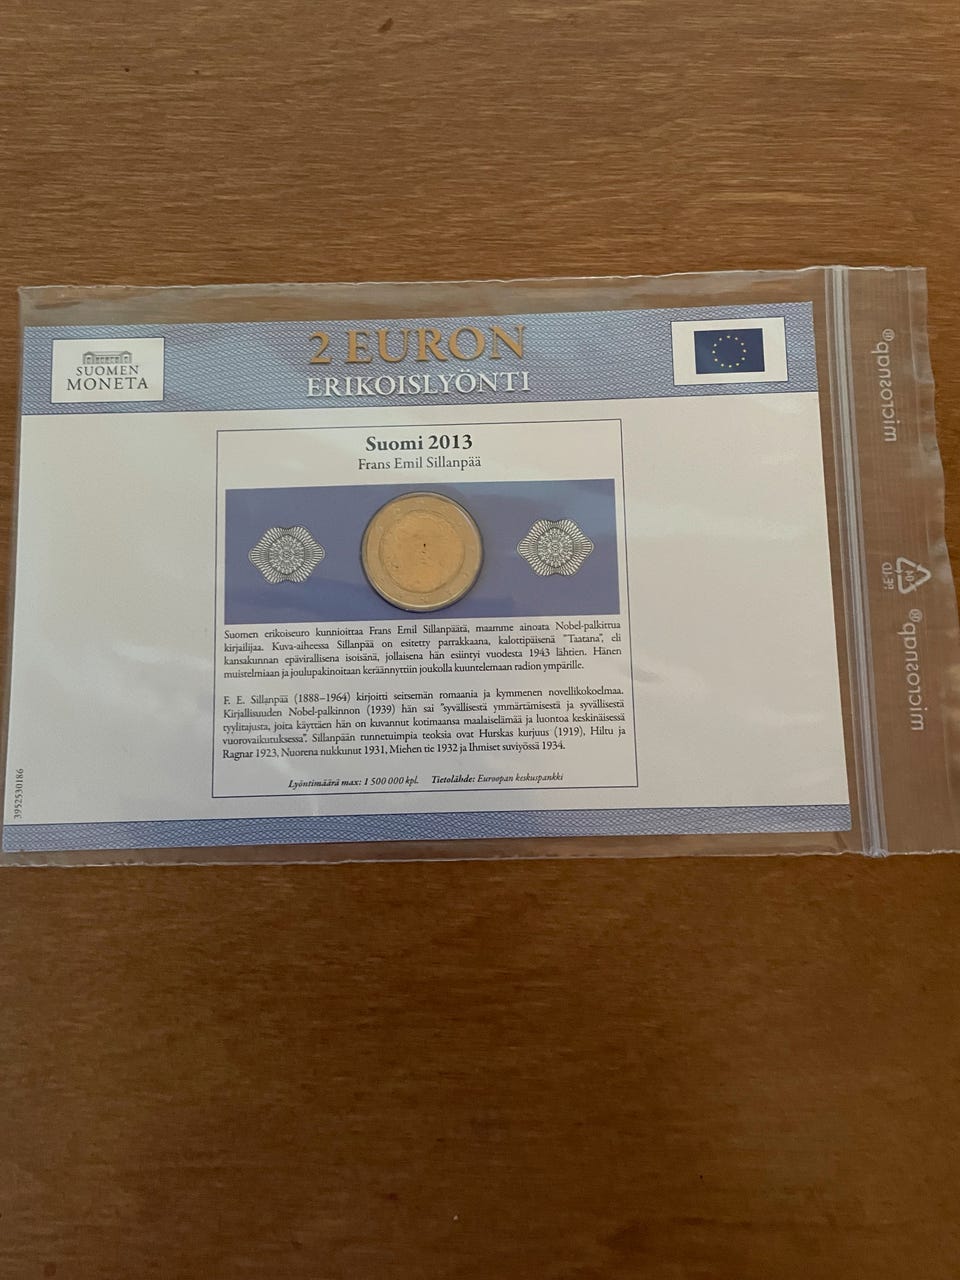 SUOMEN
MONETA
2 EURON
ERIKOISLYÖNTI
Suomi 2013
Frans Emil Sillanpää
Suomen erikoiseuro kunnioittaa Frans Emil Sillanpäätä, maamme ainoata Nobel-palkittua
kirjailijaa. Kuva-aiheessa Sillanpää on esitetty parrakkaana, kalottipäisenä "Taatana", eli
kansakunnan epävirallisena isoisänä, jollaisena hän esiintyi vuodesta 1943 lähtien. Hänen
muistelmiaan ja joulupakinoitaan keräännyttiin joukolla kuuntelemaan radion ympärille.
F. E. Sillanpää (1888–1964) kirjoitti seitsemän romaania ja kymmenen novellikokoelmaa.
Kirjallisuuden Nobel-palkinnon (1939) hän sai "syvällisestä ymmärtämisestä ja syvällisestä
tyylitajusta, joita käyttäen hän on kuvannut kotimaansa maalaiselämää ja luontoa keskinäisessä
vuorovaikutuksessa". Sillanpään tunnetuimpia teoksia ovat Hurskas kurjuus (1919), Hiltu ja
Ragnar 1923, Nuorena nukkunut 1931, Miehen tie 1932 ja Ihmiset suviyössä 1934.
Lyöntimäärä max: 1 500 000 kpl. Tietolähde: Euroopan keskuspankki
3952530186
microsnap®
PE-LD
04
microsnap®